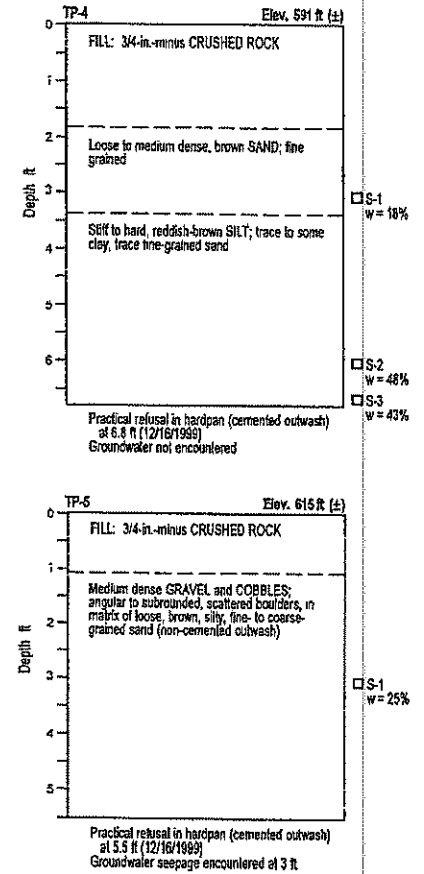 TP-4 Elev. 591 ft (±)
0
FILL: 3/4-in.-minus CRUSHED ROCK
1
2
Loose to medium dense, brown SAND; fine
grained
3
S-1
w = 18%
Depth ft
Stiff to hard, reddish-brown SILT; trace to some
clay, trace fine-grained sand
4
5
6
S-2
w = 48%
S-3
w = 43%
Practical refusal in hardpan (cemented outwash)
at 6.8 ft (12/16/1999)
Groundwater not encountered
TP-5 Elev. 615 ft (±)
0
FILL: 3/4-in.-minus CRUSHED ROCK
1
Medium dense GRAVEL and COBBLES;
angular to subrounded, scattered boulders, in
matrix of loose, brown, silty, fine- to coarse-
grained sand (non-cemented outwash)
2
3
S-1
w = 25%
Depth ft
4
5
Practical refusal in hardpan (cemented outwash)
at 5.5 ft (12/16/1999)
Groundwater seepage encountered at 3 ft